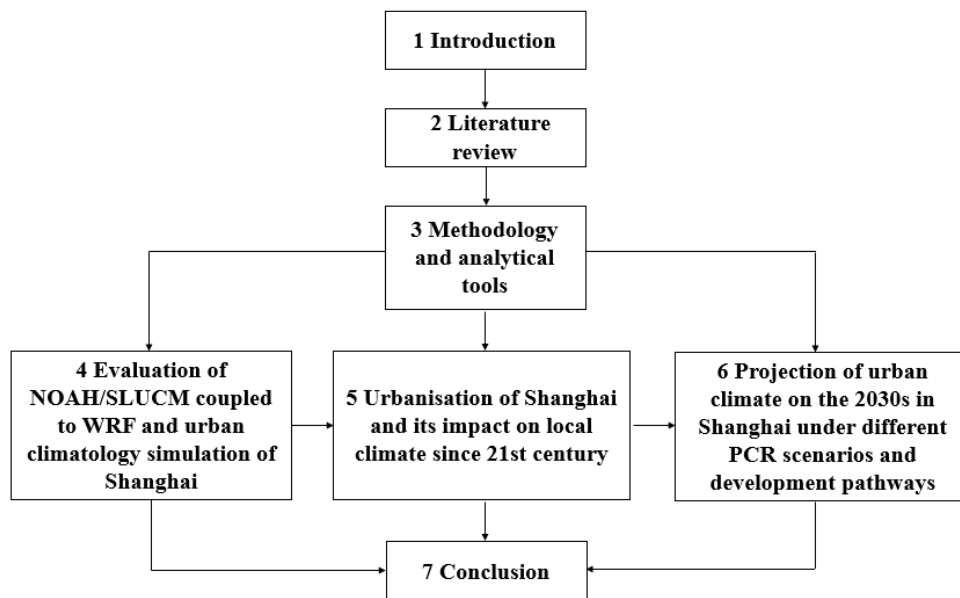 1 Introduction
2 Literature
review
3 Methodology
and analytical
tools
4 Evaluation of
NOAH/SLUCM coupled
to WRF and urban
climatology simulation of
Shanghai
5 Urbanisation of Shanghai
and its impact on local
climate since 21st century
6 Projection of urban
climate on the 2030s in
Shanghai under different
PCR scenarios and
development pathways
7 Conclusion